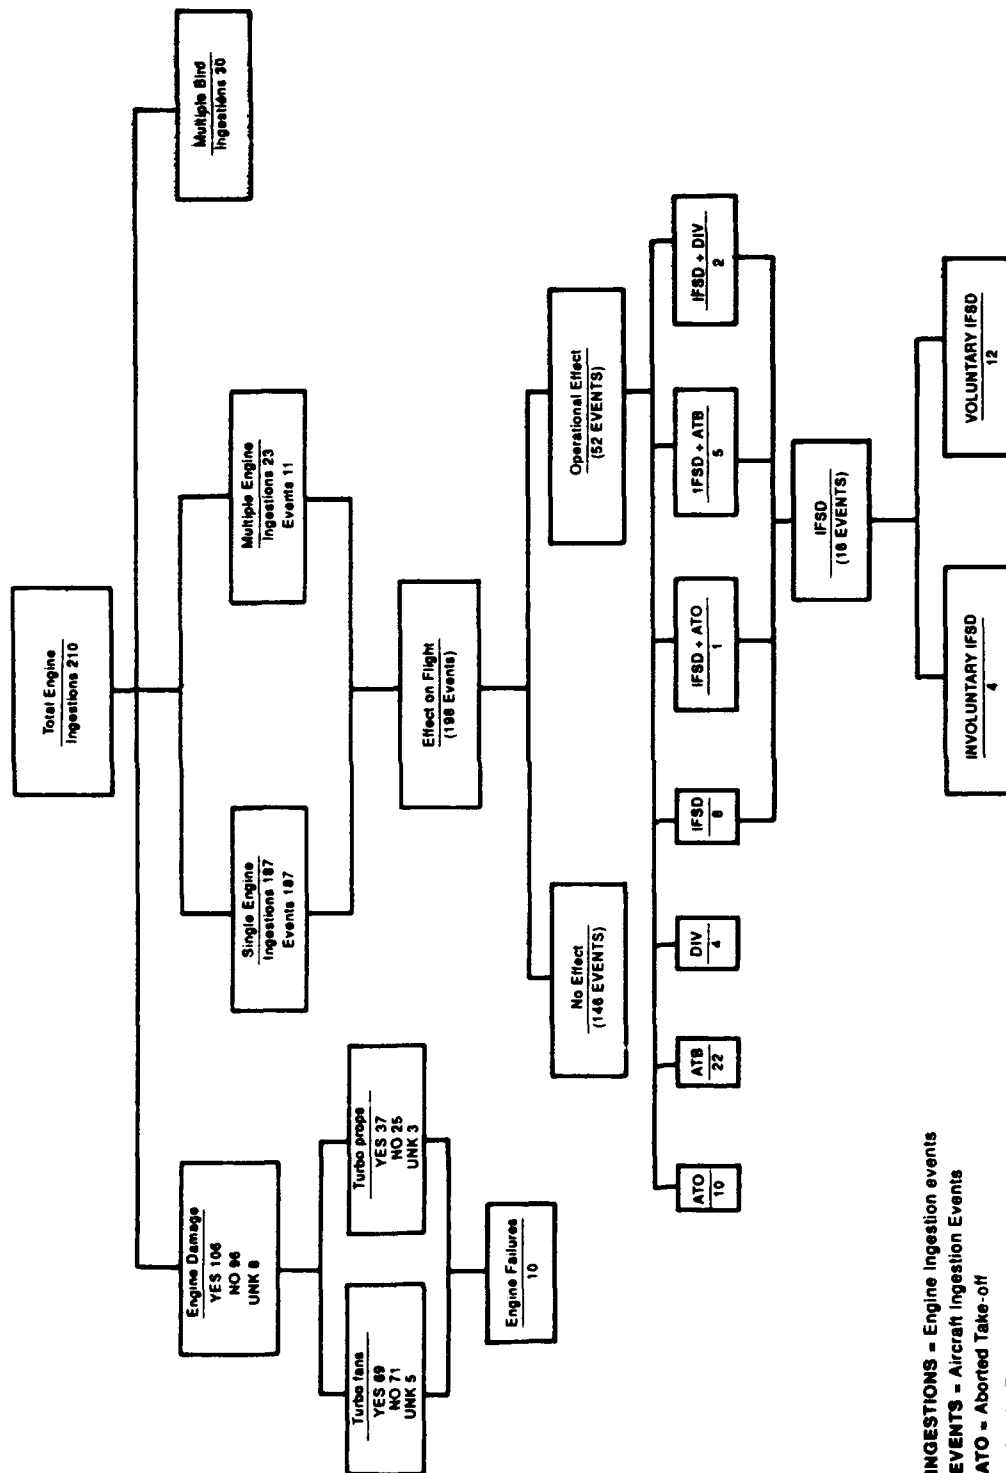 Total Engine
Ingestions 210
Multiple Bird
Ingestions 30
Engine Damage
YES 106
NO 96
UNK 8
Single Engine
Ingestions 187
Events 187
Multiple Engine
Ingestions 23
Events 11
Turbo fans
YES 69
NO 71
UNK 5
Turbo props
YES 37
NO 25
UNK 3
Effect on Flight
(198 Events)
Engine Failures
10
No Effect
(146 EVENTS)
Operational Effect
(52 EVENTS)
ATO
10
ATB
22
DIV
4
IFSD
8
IFSD + ATO
1
IFSD + ATB
5
IFSD + DIV
2
IFSD
(16 EVENTS)
INVOLUNTARY IFSD
4
VOLUNTARY IFSD
12
INGESTIONS = Engine Ingestion events
EVENTS = Aircraft Ingestion Events
ATO = Aborted Take-off